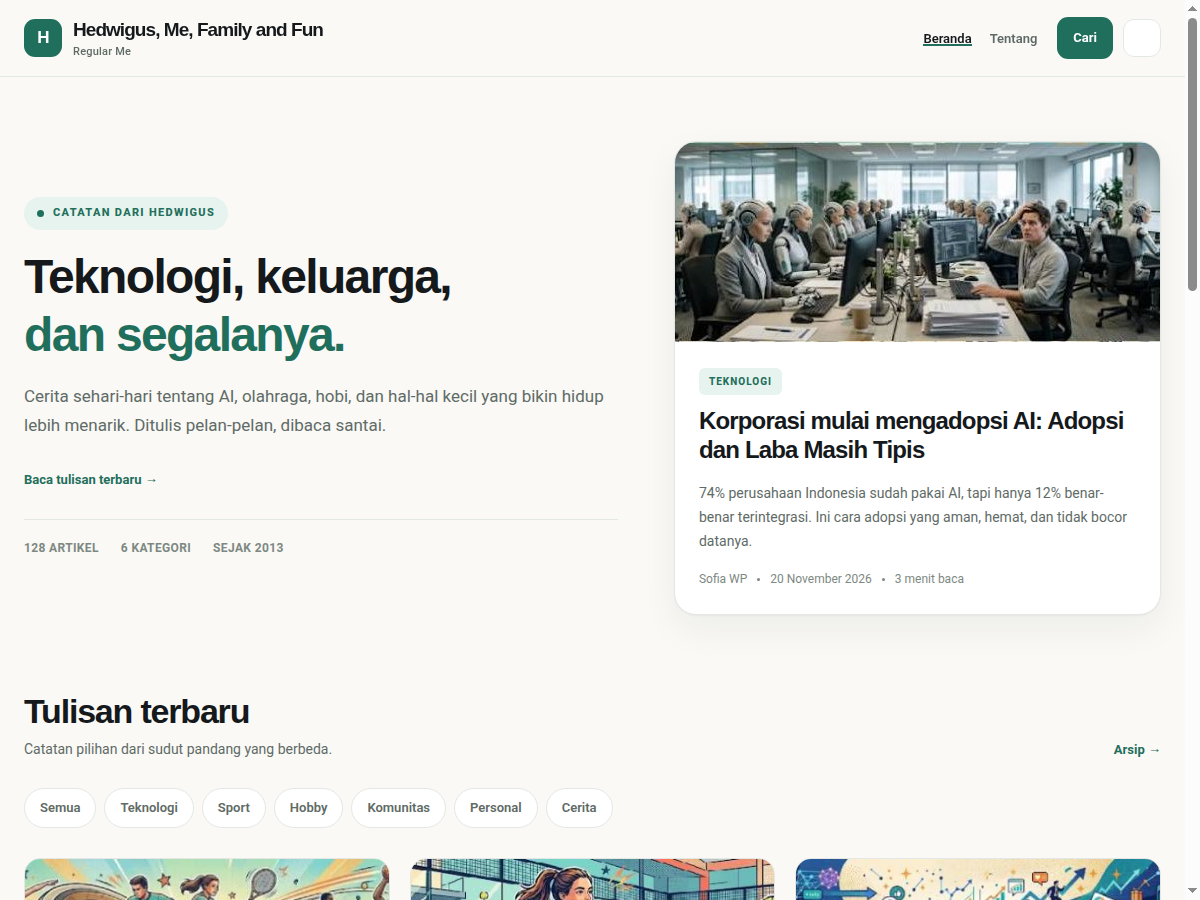 H
Hedwigus, Me, Family and Fun
Regular Me
Beranda
Tentang
Cari
CATATAN DARI HEDWIGUS
Teknologi, keluarga,
dan segalanya.
Cerita sehari-hari tentang AI, olahraga, hobi, dan hal-hal kecil yang bikin hidup
lebih menarik. Ditulis pelan-pelan, dibaca santai.
Baca tulisan terbaru →
128 ARTIKEL 6 KATEGORI SEJAK 2013
TEKNOLOGI
Korporasi mulai mengadopsi AI: Adopsi
dan Laba Masih Tipis
74% perusahaan Indonesia sudah pakai AI, tapi hanya 12% benar-
benar terintegrasi. Ini cara adopsi yang aman, hemat, dan tidak bocor
datanya.
Sofia WP • 20 November 2026 • 3 menit baca
Tulisan terbaru
Catatan pilihan dari sudut pandang yang berbeda.
Arsip →
Semua
Teknologi
Sport
Hobby
Komunitas
Personal
Cerita